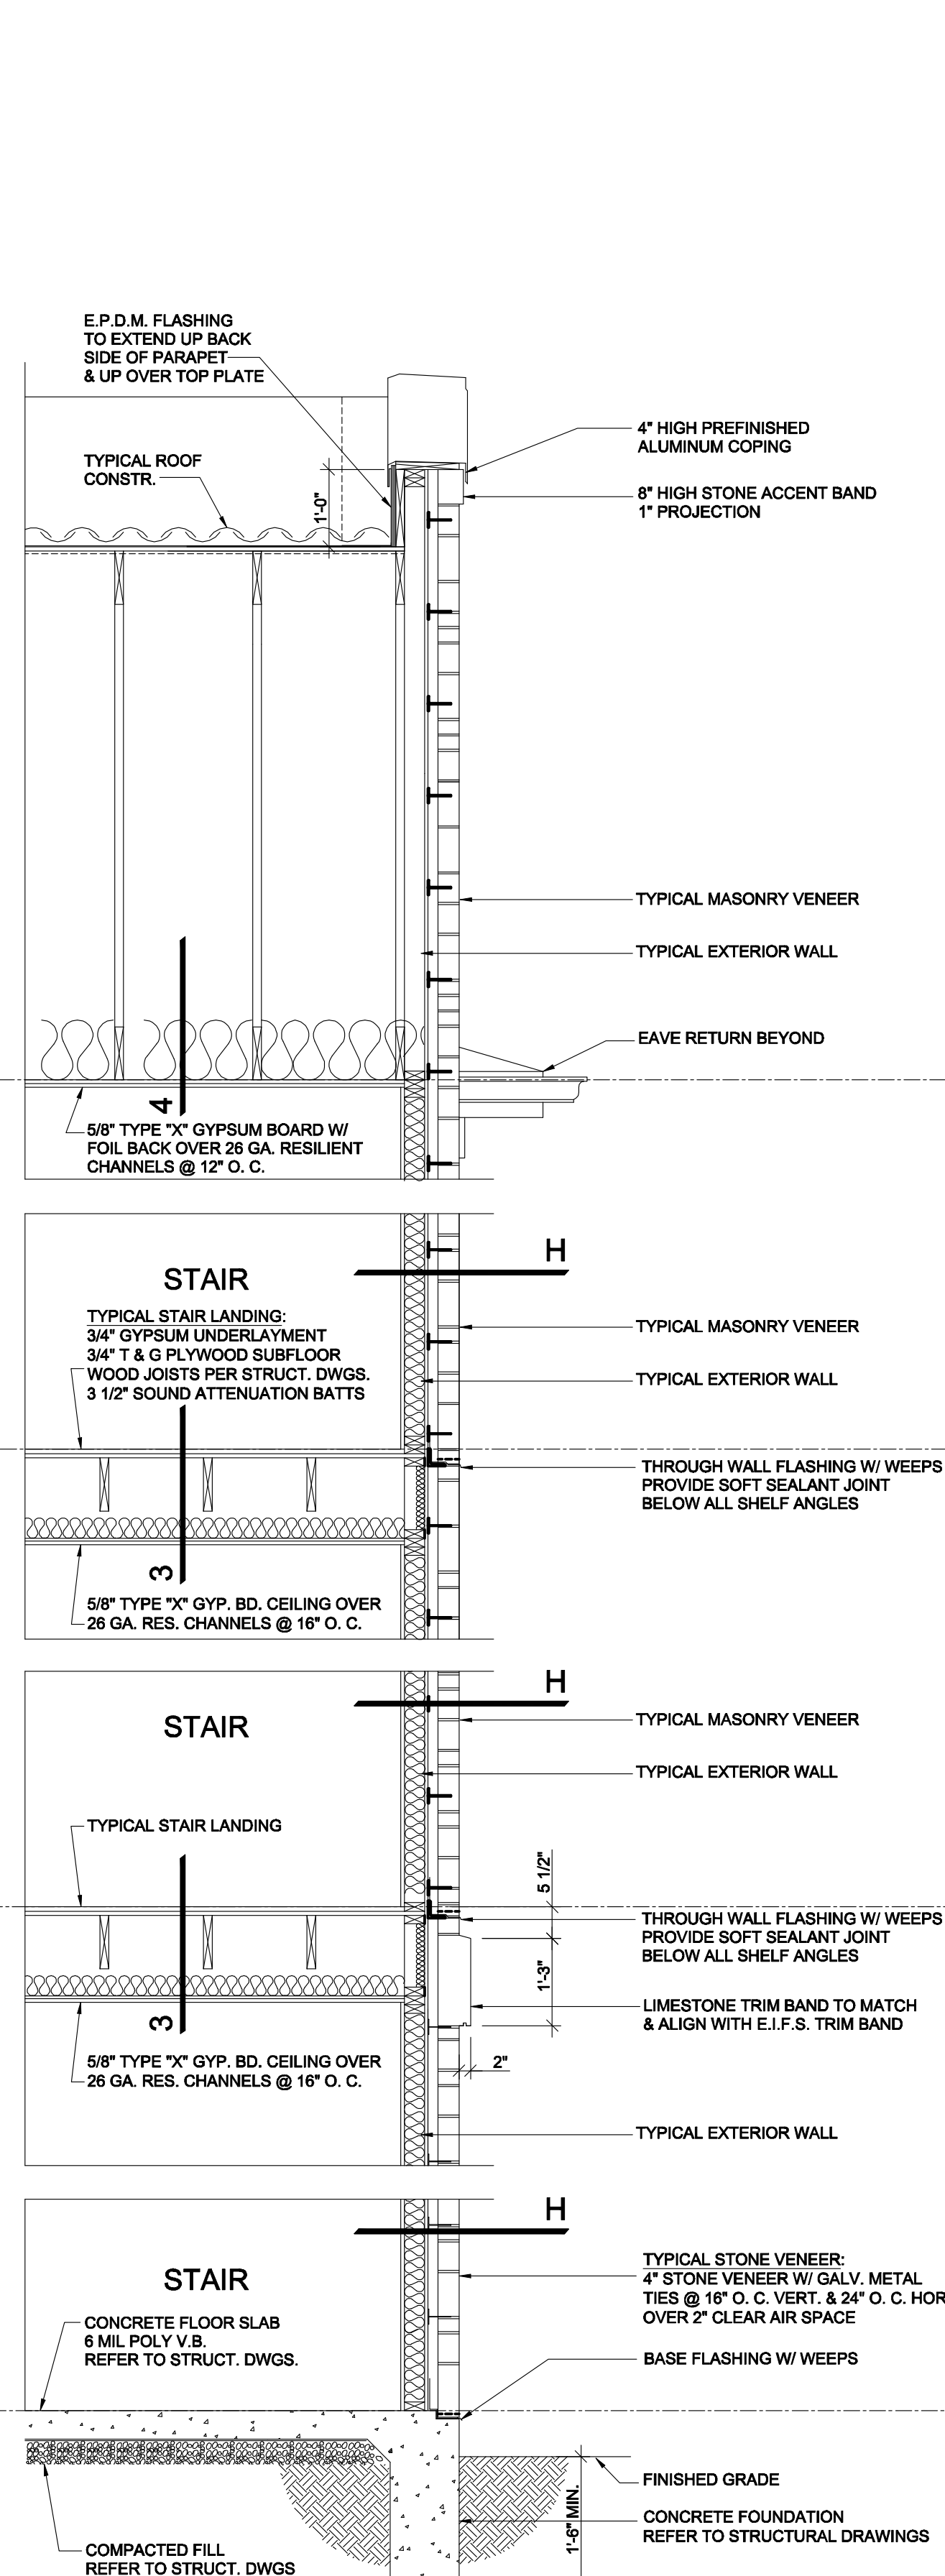 E.P.D.M. FLASHING
TO EXTEND UP BACK
SIDE OF PARAPET
& UP OVER TOP PLATE
4" HIGH PREFINISHED
ALUMINUM COPING
TYPICAL ROOF
CONSTR.
1'-0"
8" HIGH STONE ACCENT BAND
1" PROJECTION
TYPICAL MASONRY VENEER
TYPICAL EXTERIOR WALL
EAVE RETURN BEYOND
4
5/8" TYPE "X" GYPSUM BOARD W/
FOIL BACK OVER 26 GA. RESILIENT
CHANNELS @ 12" O. C.
H
STAIR
TYPICAL STAIR LANDING:
3/4" GYPSUM UNDERLAYMENT
3/4" T & G PLYWOOD SUBFLOOR
WOOD JOISTS PER STRUCT. DWGS.
3 1/2" SOUND ATTENUATION BATTS
TYPICAL MASONRY VENEER
TYPICAL EXTERIOR WALL
THROUGH WALL FLASHING W/ WEEPS
PROVIDE SOFT SEALANT JOINT
BELOW ALL SHELF ANGLES
3
5/8" TYPE "X" GYP. BD. CEILING OVER
26 GA. RES. CHANNELS @ 16" O. C.
H
STAIR
TYPICAL MASONRY VENEER
TYPICAL EXTERIOR WALL
TYPICAL STAIR LANDING
5 1/2"
THROUGH WALL FLASHING W/ WEEPS
PROVIDE SOFT SEALANT JOINT
BELOW ALL SHELF ANGLES
1'-3"
LIMESTONE TRIM BAND TO MATCH
& ALIGN WITH E.I.F.S. TRIM BAND
3
2"
5/8" TYPE "X" GYP. BD. CEILING OVER
26 GA. RES. CHANNELS @ 16" O. C.
TYPICAL EXTERIOR WALL
H
STAIR
TYPICAL STONE VENEER:
4" STONE VENEER W/ GALV. METAL
TIES @ 16" O. C. VERT. & 24" O. C. HOR
OVER 2" CLEAR AIR SPACE
CONCRETE FLOOR SLAB
6 MIL POLY V.B.
REFER TO STRUCT. DWGS.
BASE FLASHING W/ WEEPS
FINISHED GRADE
1'-6" MIN.
CONCRETE FOUNDATION
REFER TO STRUCTURAL DRAWINGS
COMPACTED FILL
REFER TO STRUCT. DWGS